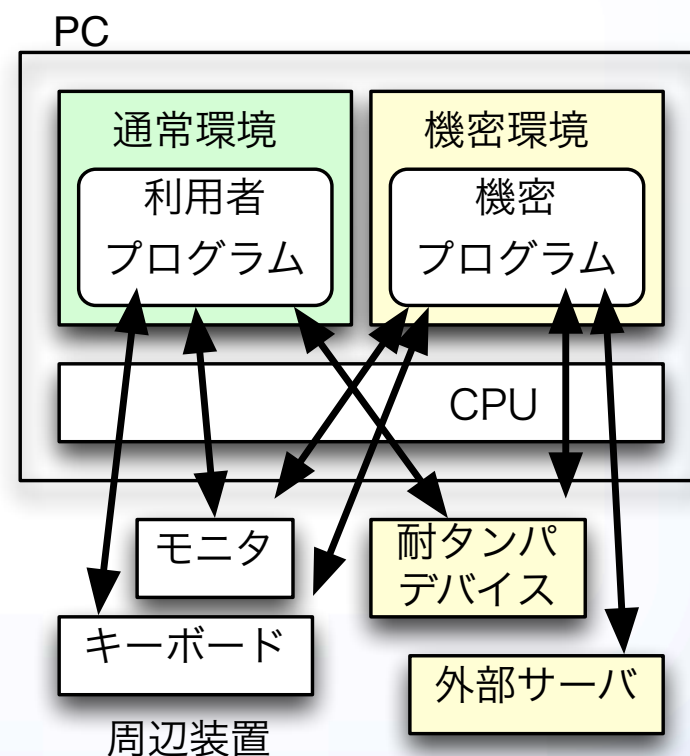 PC
通常環境
利用者
プログラム
機密環境
機密
プログラム
CPU
モニタ
キーボード
周辺装置
耐タンパ
デバイス
外部サーバ